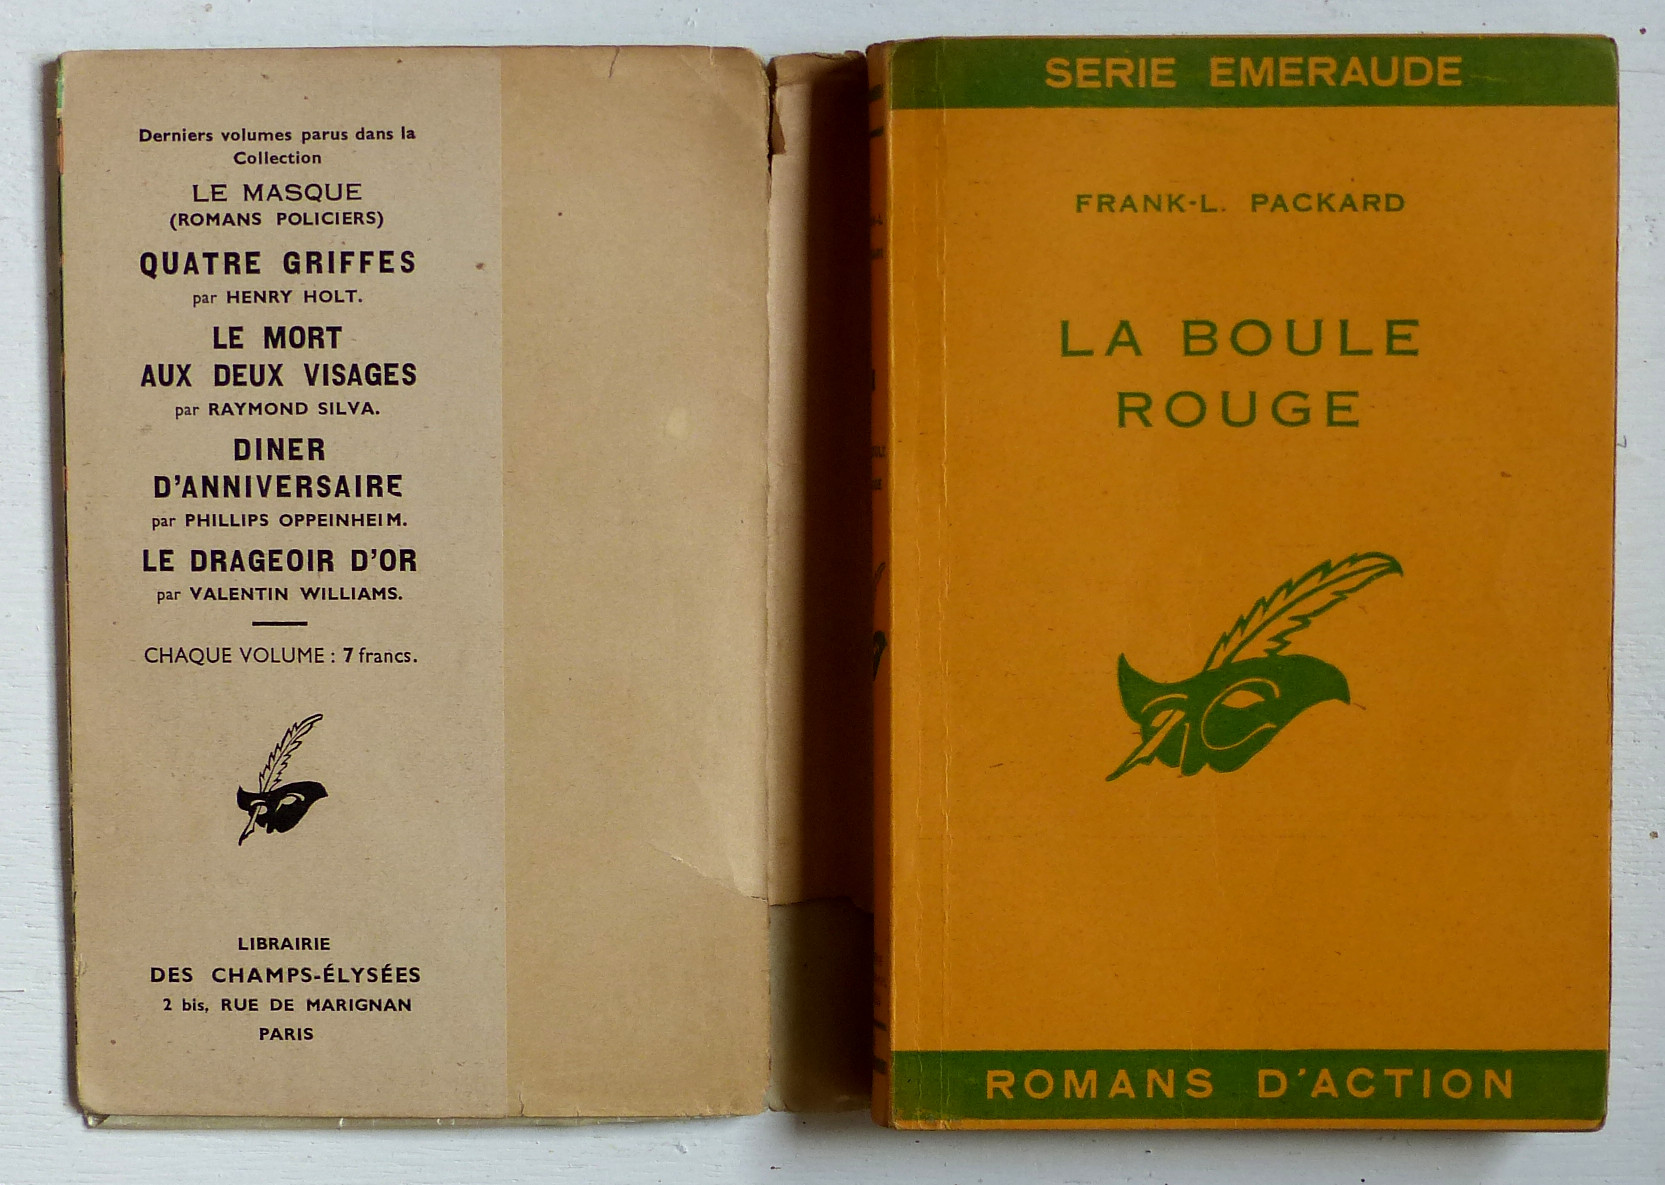 Derniers volumes parus dans la
Collection
LE MASQUE
(ROMANS POLICIERS)
QUATRE GRIFFES
par HENRY HOLT.
LE MORT
AUX DEUX VISAGES
par RAYMOND SILVA.
DINER
D'ANNIVERSAIRE
par PHILLIPS OPPEINHEIM.
LE DRAGEOIR D'OR
par VALENTIN WILLIAMS.
CHAQUE VOLUME : 7 francs.
LIBRAIRIE
DES CHAMPS-ÉLYSÉES
2 bis, RUE DE MARIGNAN
PARIS
SERIE EMERAUDE
FRANK-L. PACKARD
LA BOULE
ROUGE
ROMANS D'ACTION